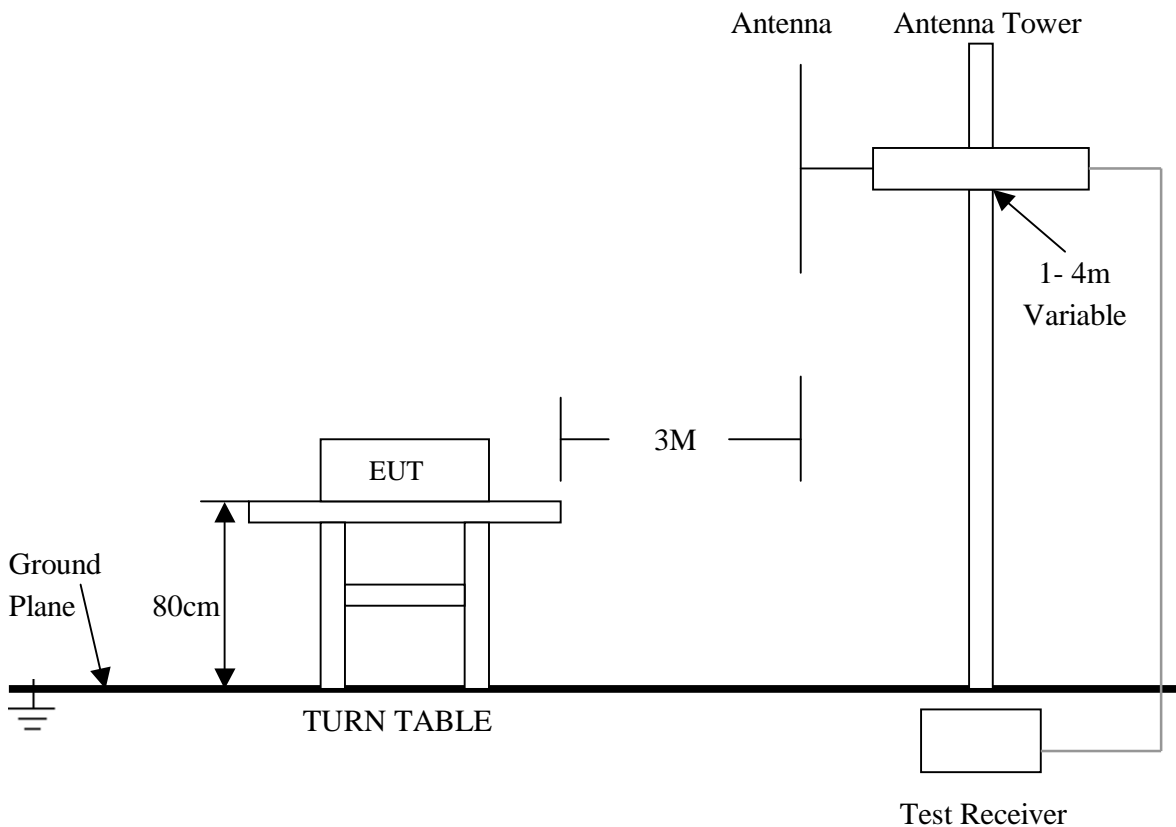 Antenna
Antenna Tower
1- 4m
Variable
3M
EUT
Ground
Plane
80cm
TURN TABLE
Test Receiver